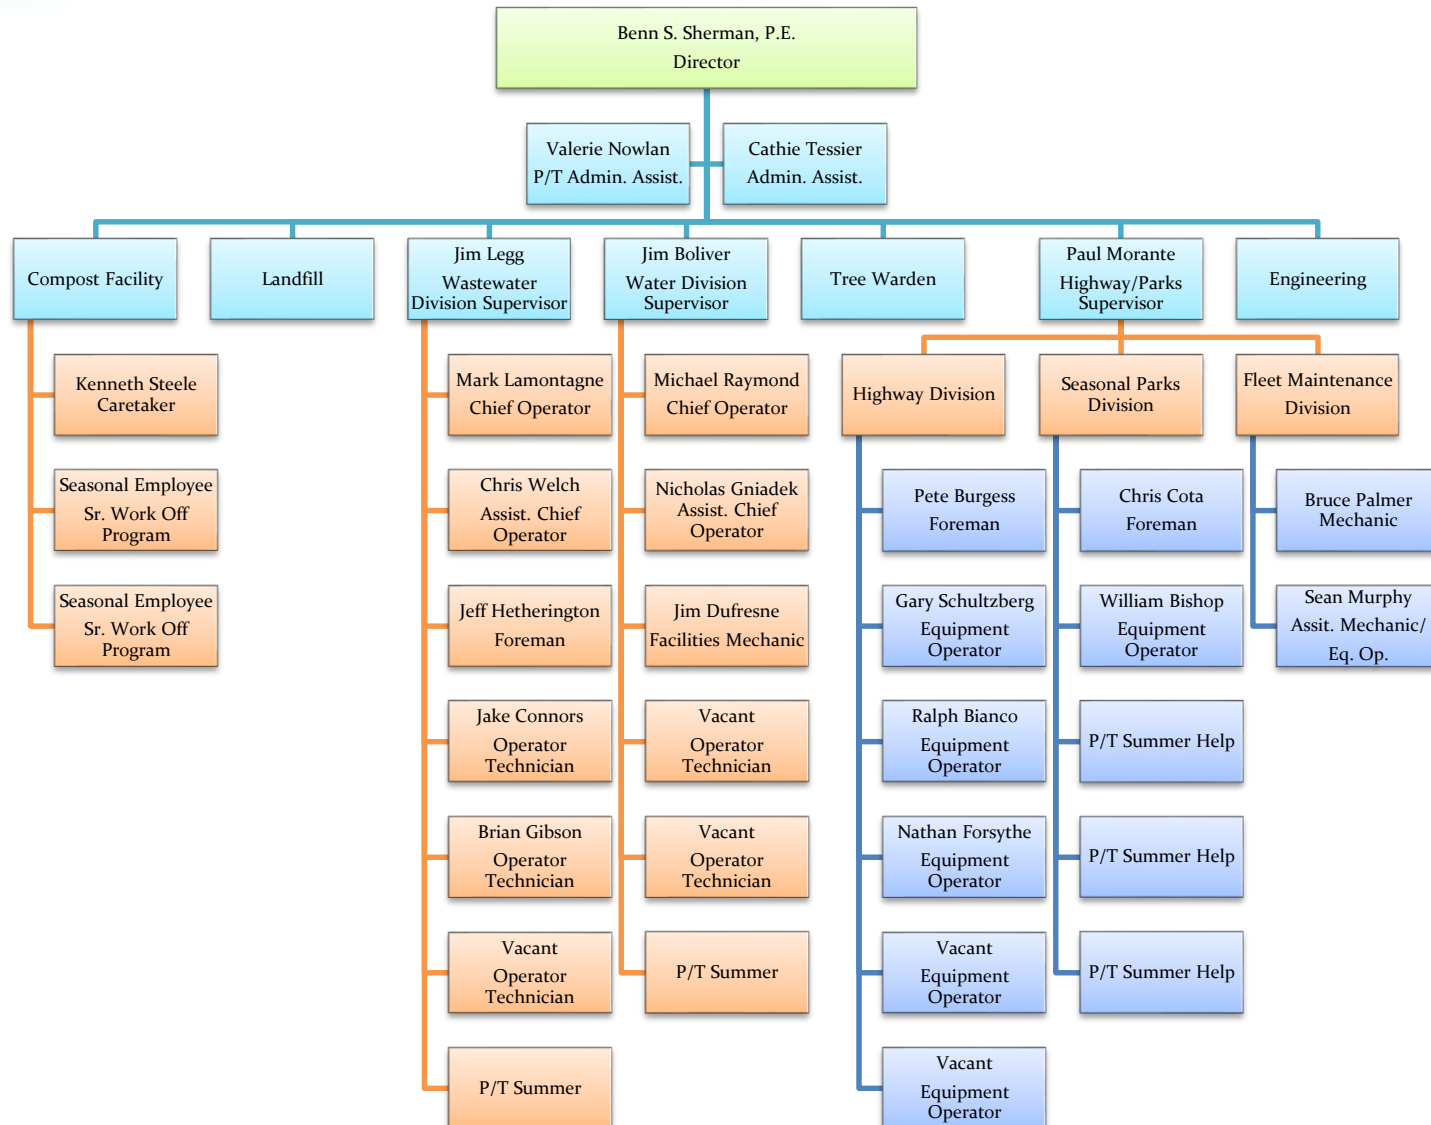 Benn S. Sherman, P.E.
Director
Valerie Nowlan
P/T Admin. Assist.
Cathie Tessier
Admin. Assist.
Compost Facility
Landfill
Jim Legg
Wastewater
Division Supervisor
Jim Boliver
Water Division
Supervisor
Tree Warden
Paul Morante
Highway/Parks
Supervisor
Engineering
Kenneth Steele
Caretaker
Seasonal Employee
Sr. Work Off
Program
Seasonal Employee
Sr. Work Off
Program
Mark Lamontagne
Chief Operator
Chris Welch
Assist. Chief
Operator
Jeff Hetherington
Foreman
Jake Connors
Operator
Technician
Brian Gibson
Operator
Technician
Vacant
Operator
Technician
P/T Summer
Michael Raymond
Chief Operator
Nicholas Gniadek
Assist. Chief
Operator
Jim Dufresne
Facilities Mechanic
Vacant
Operator
Technician
Vacant
Operator
Technician
P/T Summer
Highway Division
Pete Burgess
Foreman
Gary Schultzberg
Equipment
Operator
Ralph Bianco
Equipment
Operator
Nathan Forsythe
Equipment
Operator
Vacant
Equipment
Operator
Vacant
Equipment
Operator
Seasonal Parks
Division
Chris Cota
Foreman
William Bishop
Equipment
Operator
P/T Summer Help
P/T Summer Help
P/T Summer Help
Fleet Maintenance
Division
Bruce Palmer
Mechanic
Sean Murphy
Assit. Mechanic/
Eq. Op.